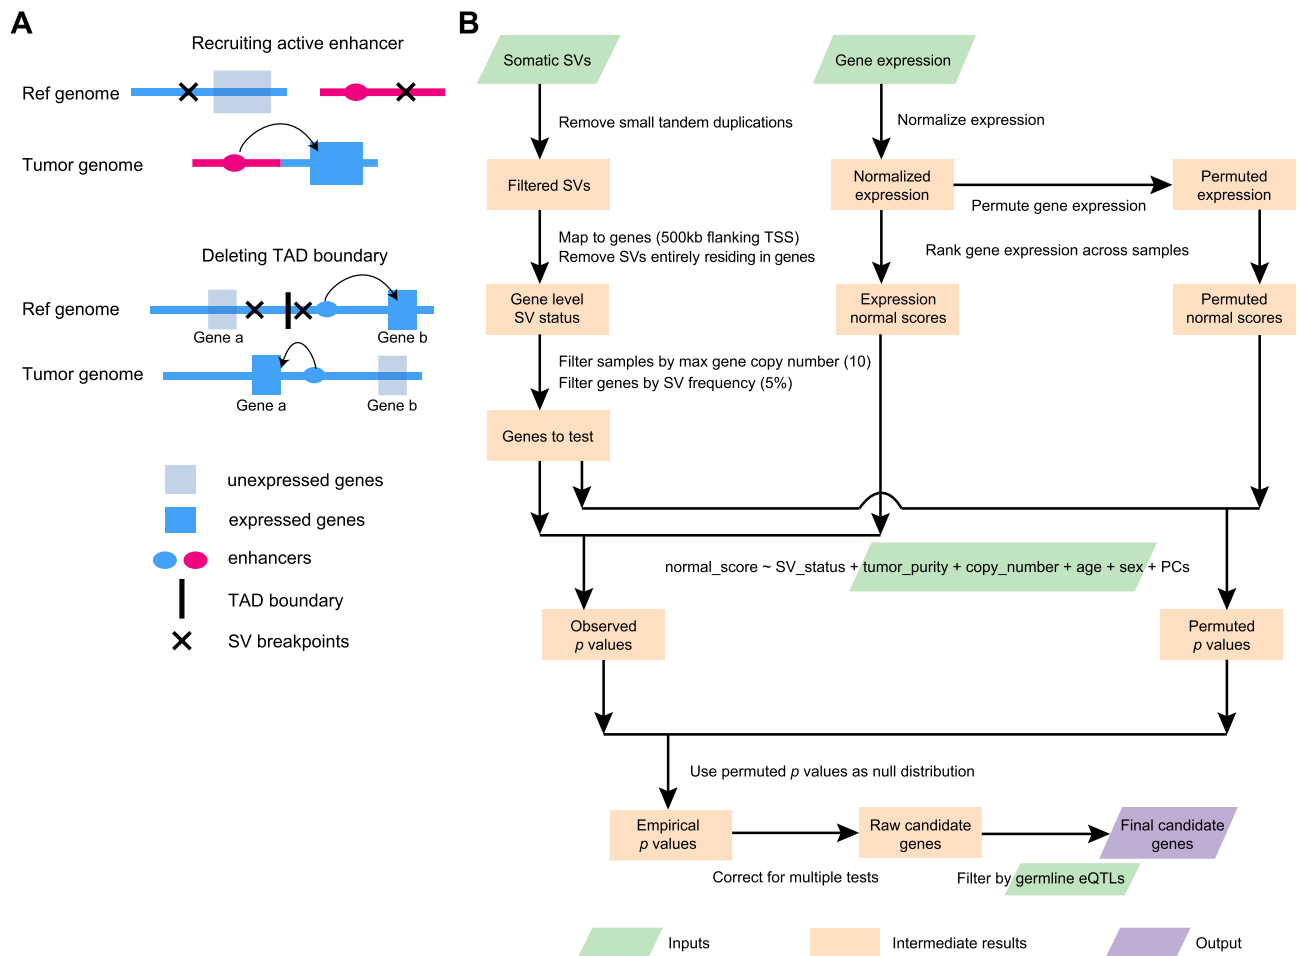 A
Recruiting active enhancer
Ref genome
Tumor genome
Deleting TAD boundary
Ref genome
Gene a
Gene b
Tumor genome
Gene a
Gene b
unexpressed genes
expressed genes
enhancers
TAD boundary
SV breakpoints
B
Somatic SVs
Gene expression
Remove small tandem duplications
Normalize expression
Filtered SVs
Normalized
expression
Permute gene expression
Permuted
expression
Map to genes (500kb flanking TSS)
Remove SVs entirely residing in genes
Rank gene expression across samples
Gene level
SV status
Expression
normal scores
Permuted
normal scores
Filter samples by max gene copy number (10)
Filter genes by SV frequency (5%)
Genes to test
normal_score ~ SV_status + tumor_purity + copy_number + age + sex + PCs
Observed
p values
Permuted
p values
Use permuted p values as null distribution
Empirical
p values
Raw candidate
genes
Final candidate
genes
Correct for multiple tests
Filter by germline eQTLs
Inputs
Intermediate results
Output